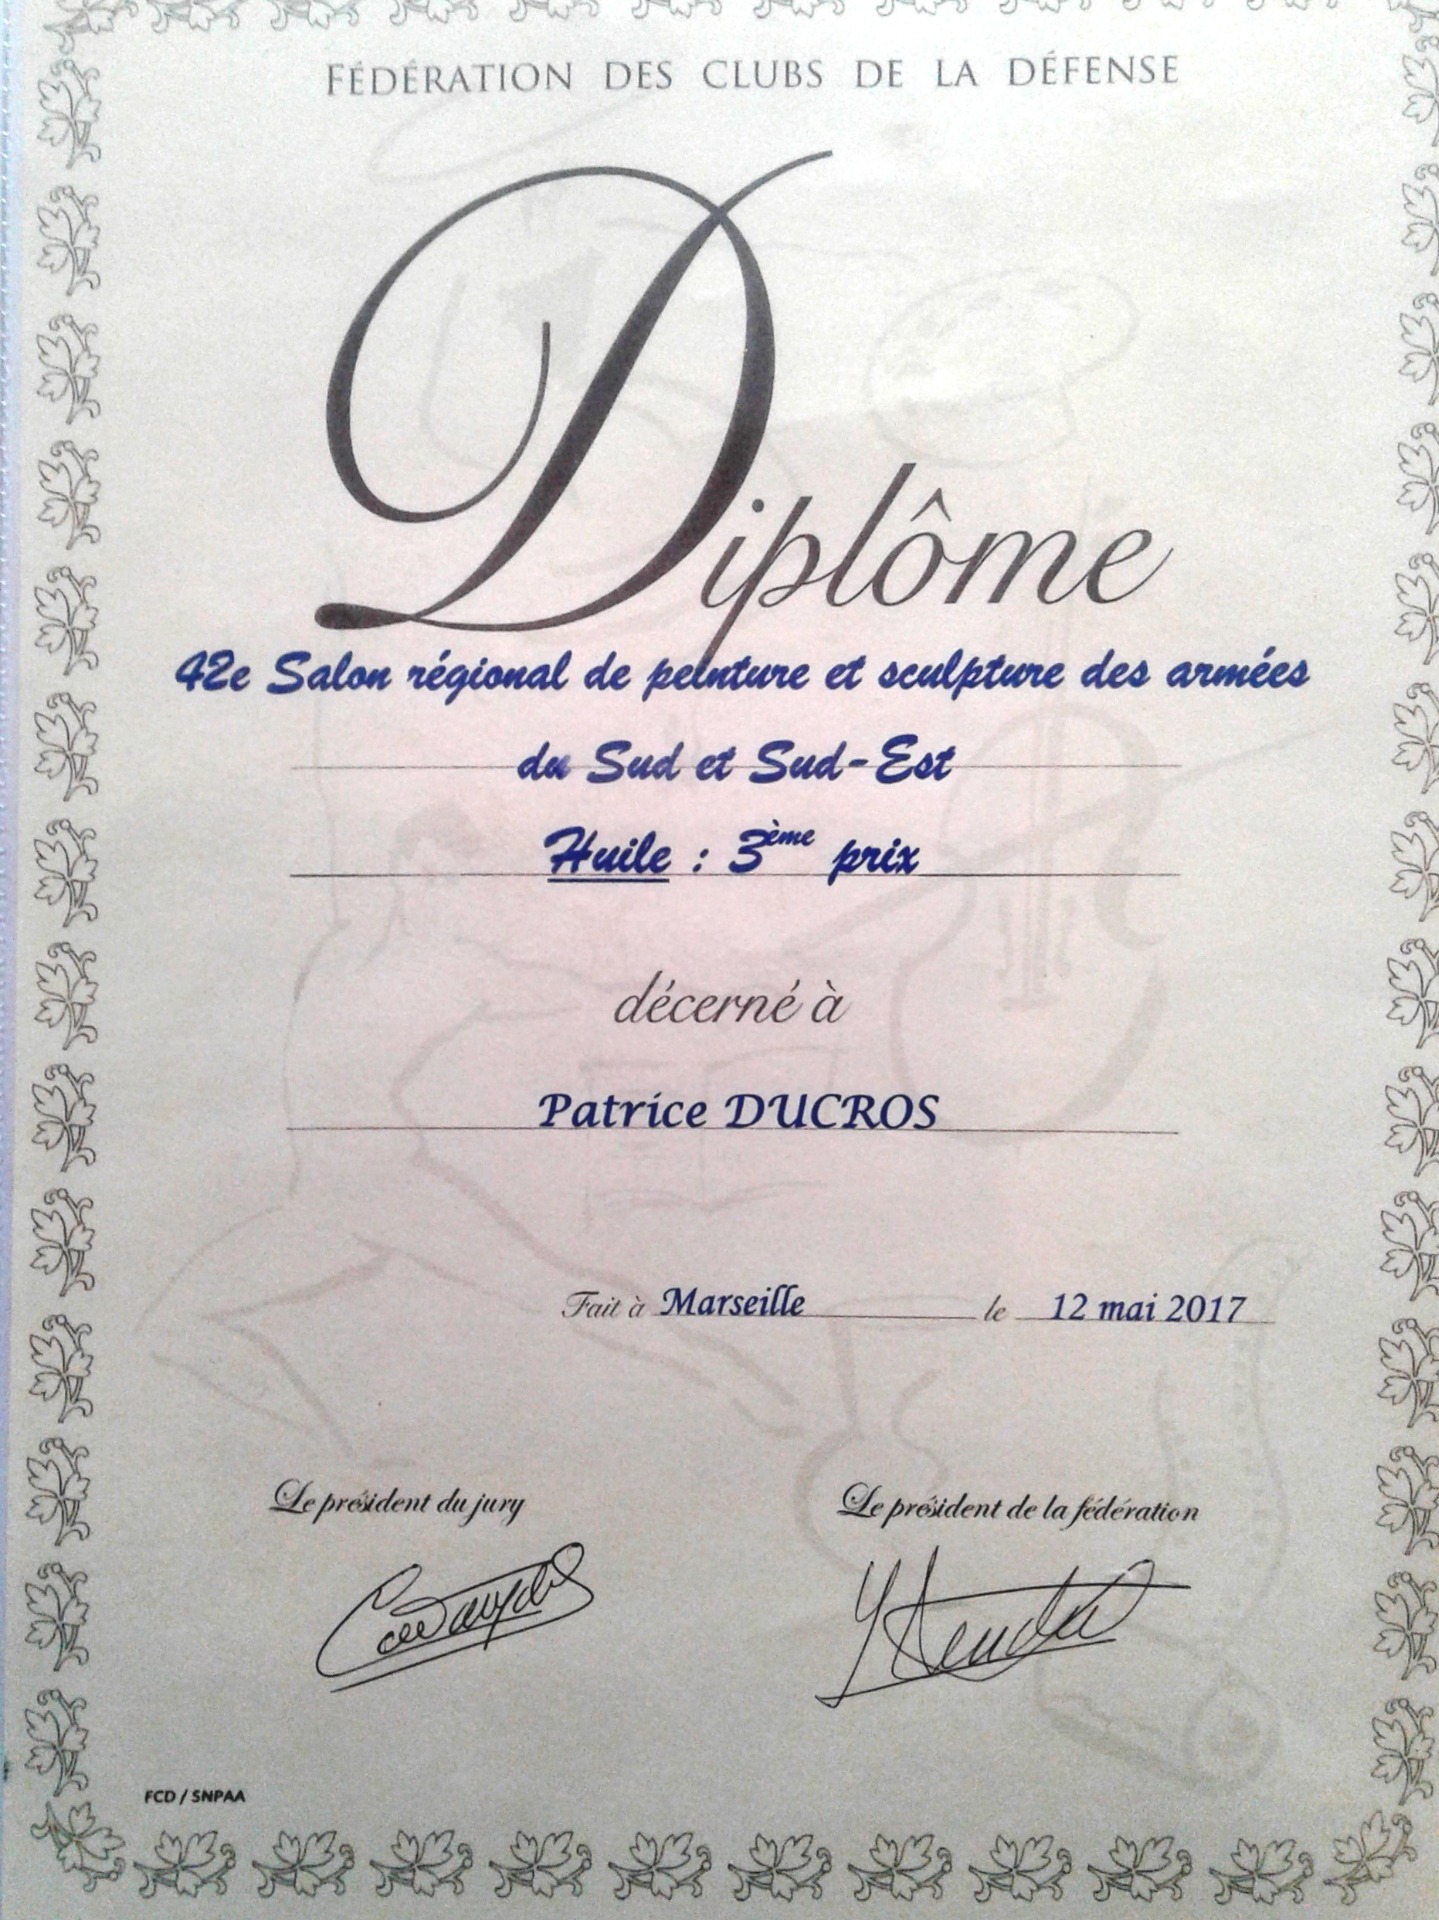 FÉDÉRATION DES CLUBS DE LA DÉFENSE
Diplôme
42e Salon régional de peinture et sculpture des armées
du Sud et Sud-Est
Huile : 3ème prix
décerné à
Patrice DUCROS
Fait à Marseille le 12 mai 2017
Le président du jury Le président de la fédération
FCD / SNPAA